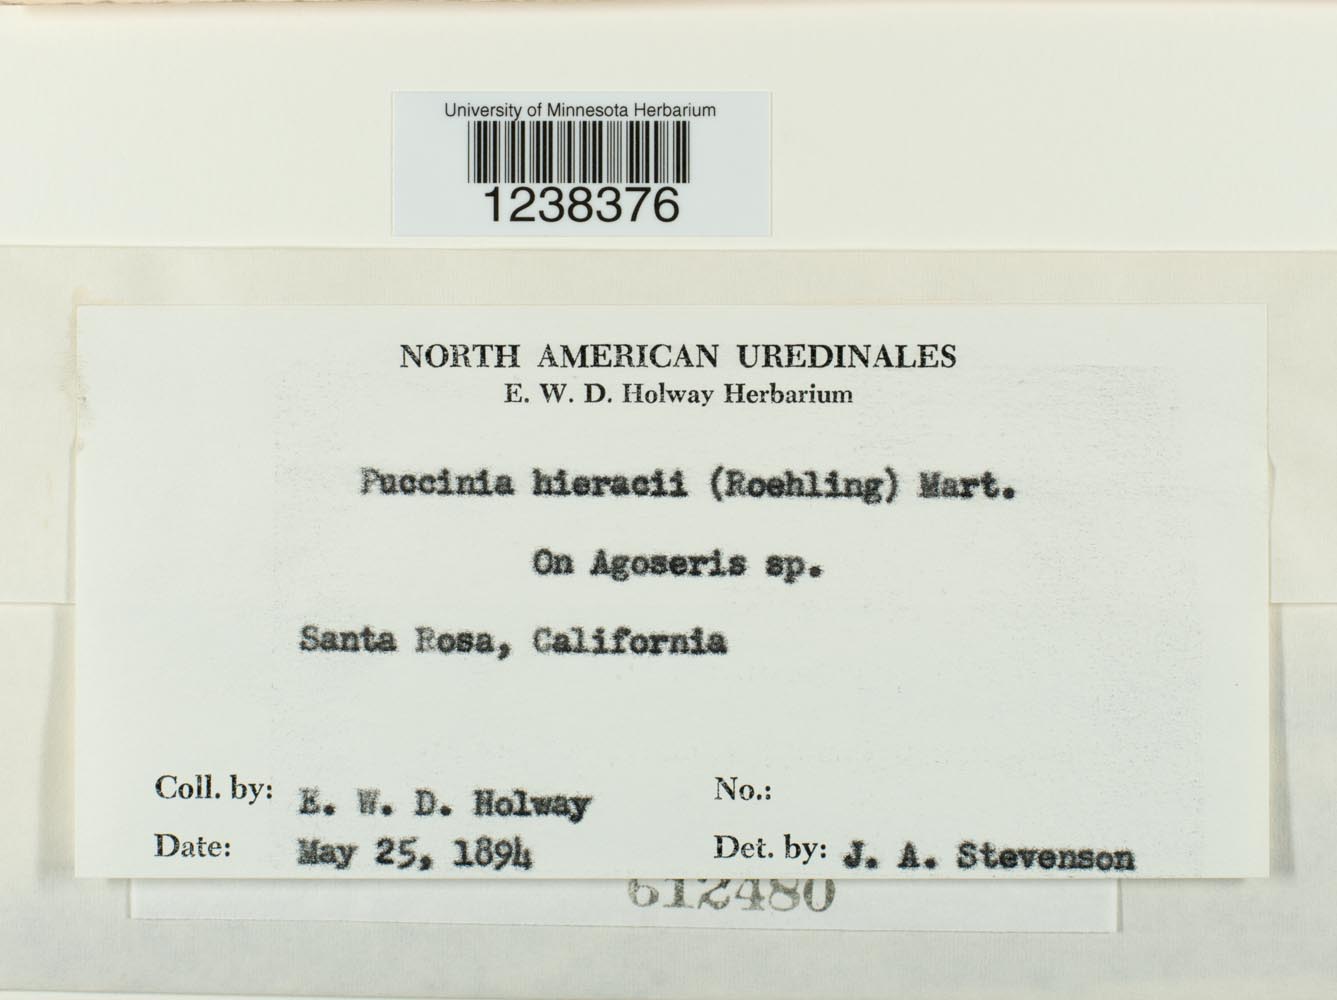 University of Minnesota Herbarium
1238376
NORTH AMERICAN UREDINALES
E. W. D. Holway Herbarium
Puccinia hieracii (Roehling) Mart.
On Agoseris sp.
Santa Rosa, California
Coll. by: E. W. D. Holway No.:
Date: May 25, 1894 Det. by: J. A. Stevenson
612480